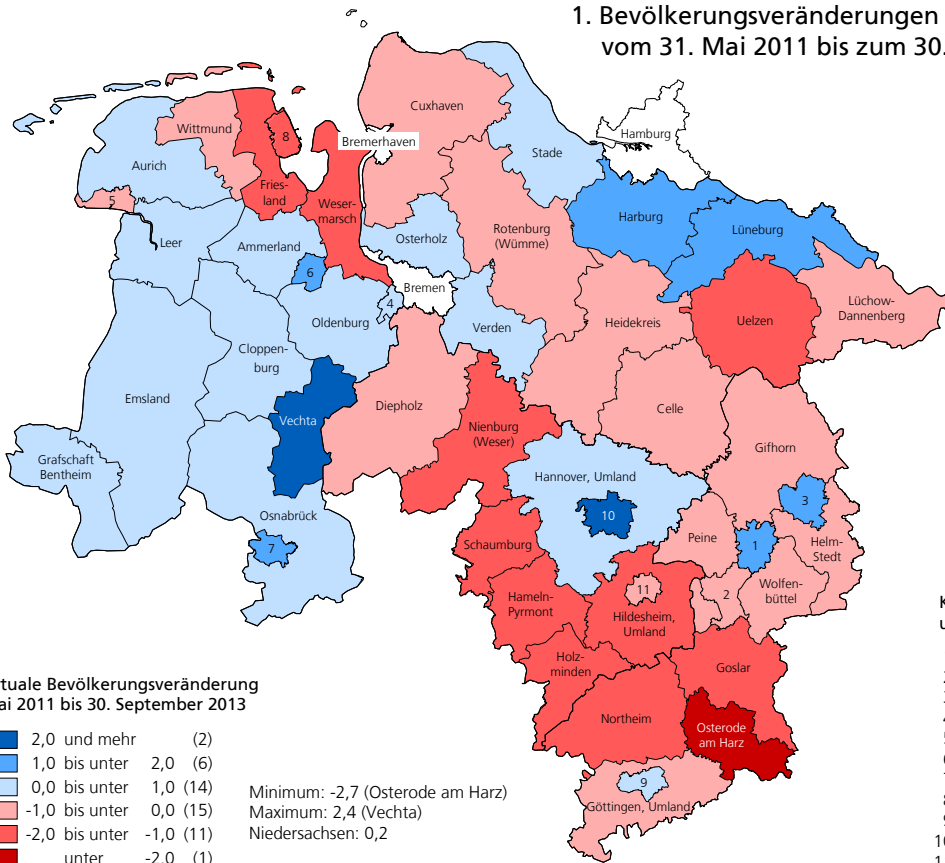 1. Bevölkerungsveränderungen
vom 31. Mai 2011 bis zum 30.
Cuxhaven
Wittmund
8
Bremerhaven
Hamburg
Stade
Aurich
Fries-
land
5
Weser-
marsch
Harburg
Lüneburg
Rotenburg
(Wümme)
Osterholz
Leer
Ammerland
6
Bremen
4
Lüchow-
Dannenberg
Oldenburg
Verden
Heidekreis
Uelzen
Cloppen-
burg
Emsland
Diepholz
Celle
Vechta
Nienburg
(Weser)
Gifhorn
Grafschaft
Bentheim
Hannover, Umland
3
Osnabrück
10
7
Schaumburg
Peine
1
Helm-
Stedt
11
2
Wolfen-
büttel
Hameln-
Pyrmont
Hildesheim,
Umland
Holz-
minden
Goslar
Northeim
Osterode
am Harz
9
Göttingen, Umland
tuale Bevölkerungsveränderung
ai 2011 bis 30. September 2013
2,0 und mehr (2)
1,0 bis unter 2,0 (6)
0,0 bis unter 1,0 (14)
-1,0 bis unter 0,0 (15)
-2,0 bis unter -1,0 (11)
unter -2,0 (1)
Minimum: -2,7 (Osterode am Harz)
Maximum: 2,4 (Vechta)
Niedersachsen: 0,2